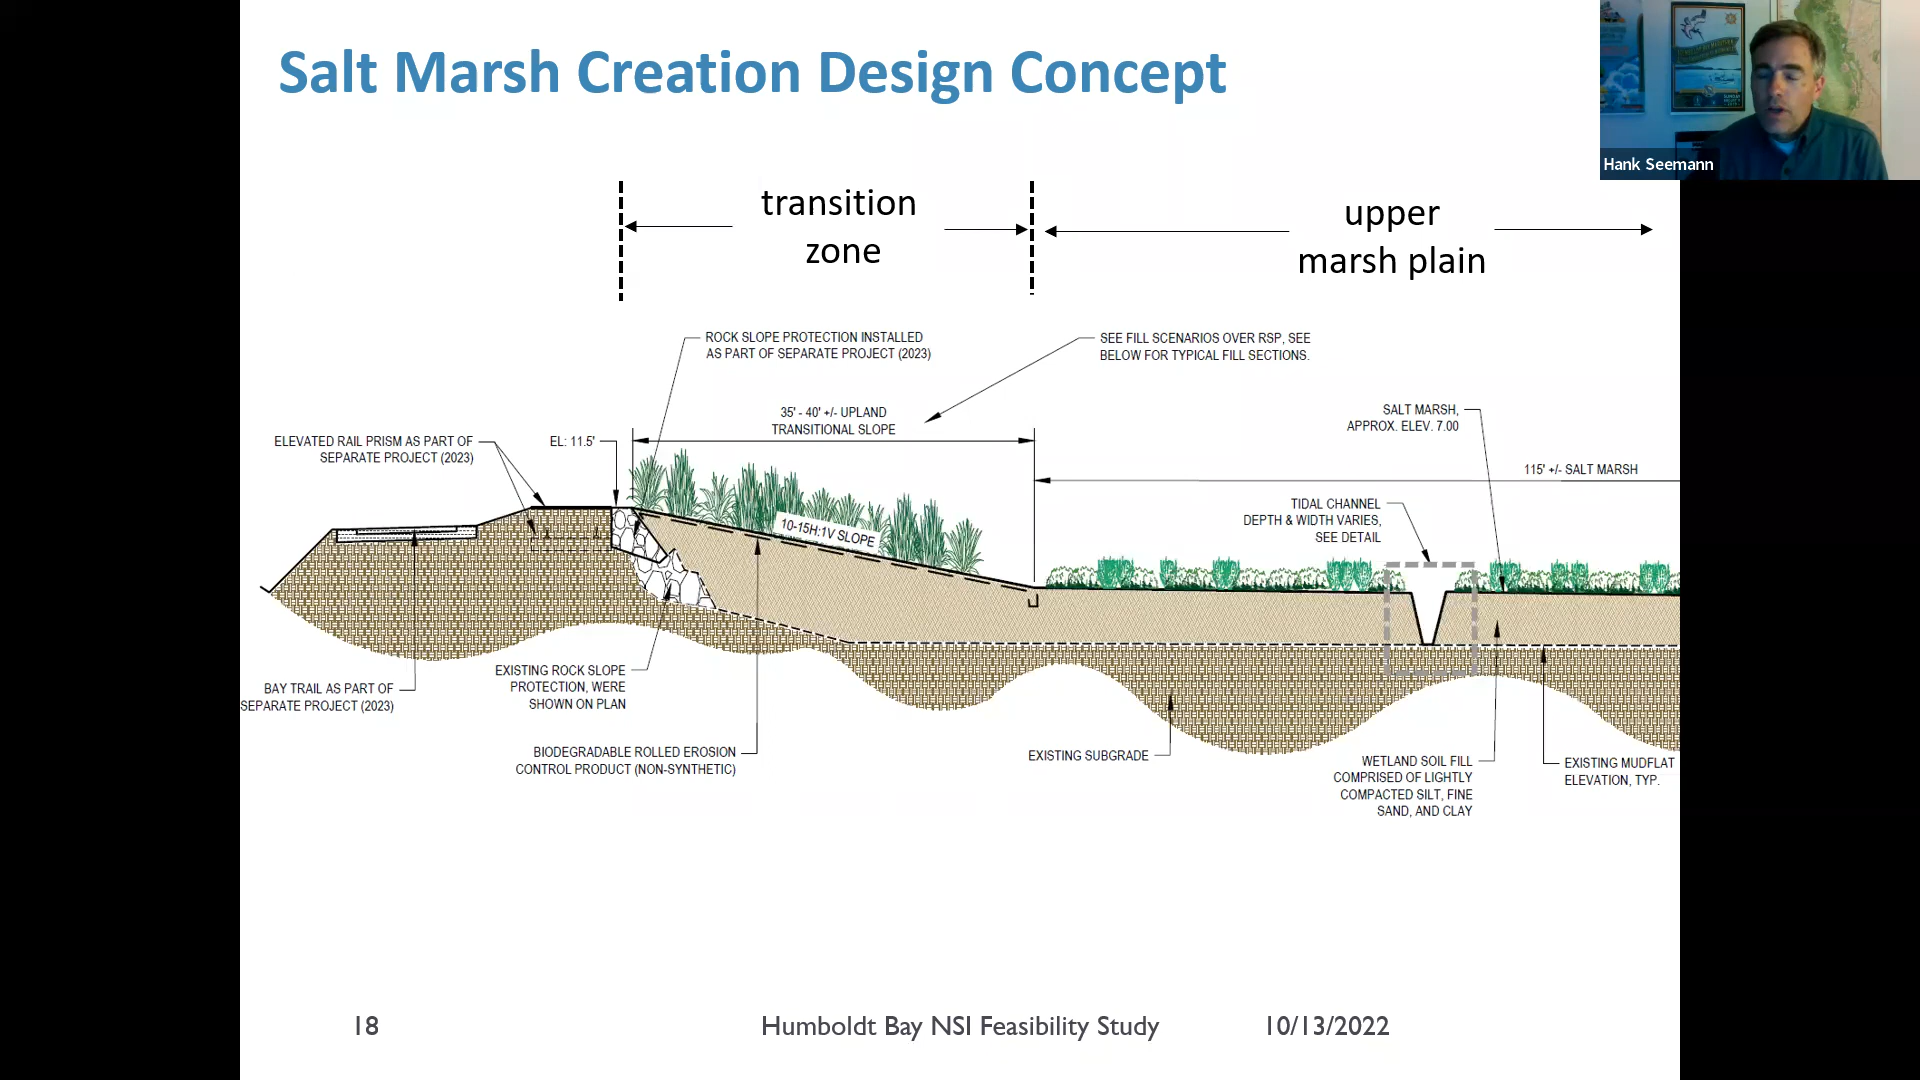 Salt Marsh Creation Design Concept
Hank Seemann
transition
zone
upper
marsh plain
ROCK SLOPE PROTECTION INSTALLED
AS PART OF SEPARATE PROJECT (2023)
SEE FILL SCENARIOS OVER RSP, SEE
BELOW FOR TYPICAL FILL SECTIONS.
35' - 40' +/- UPLAND
TRANSITIONAL SLOPE
SALT MARSH,
APPROX. ELEV. 7.00
ELEVATED RAIL PRISM AS PART OF
SEPARATE PROJECT (2023)
EL: 11.5'
115' +/- SALT MARSH
TIDAL CHANNEL
DEPTH & WIDTH VARIES,
SEE DETAIL
10-15H:1V SLOPE
EXISTING ROCK SLOPE
PROTECTION, WERE
SHOWN ON PLAN
BAY TRAIL AS PART OF
SEPARATE PROJECT (2023)
BIODEGRADABLE ROLLED EROSION
CONTROL PRODUCT (NON-SYNTHETIC)
EXISTING SUBGRADE
WETLAND SOIL FILL
COMPRISED OF LIGHTLY
COMPACTED SILT, FINE
SAND, AND CLAY
EXISTING MUDFLAT
ELEVATION, TYP.
18
Humboldt Bay NSI Feasibility Study
10/13/2022